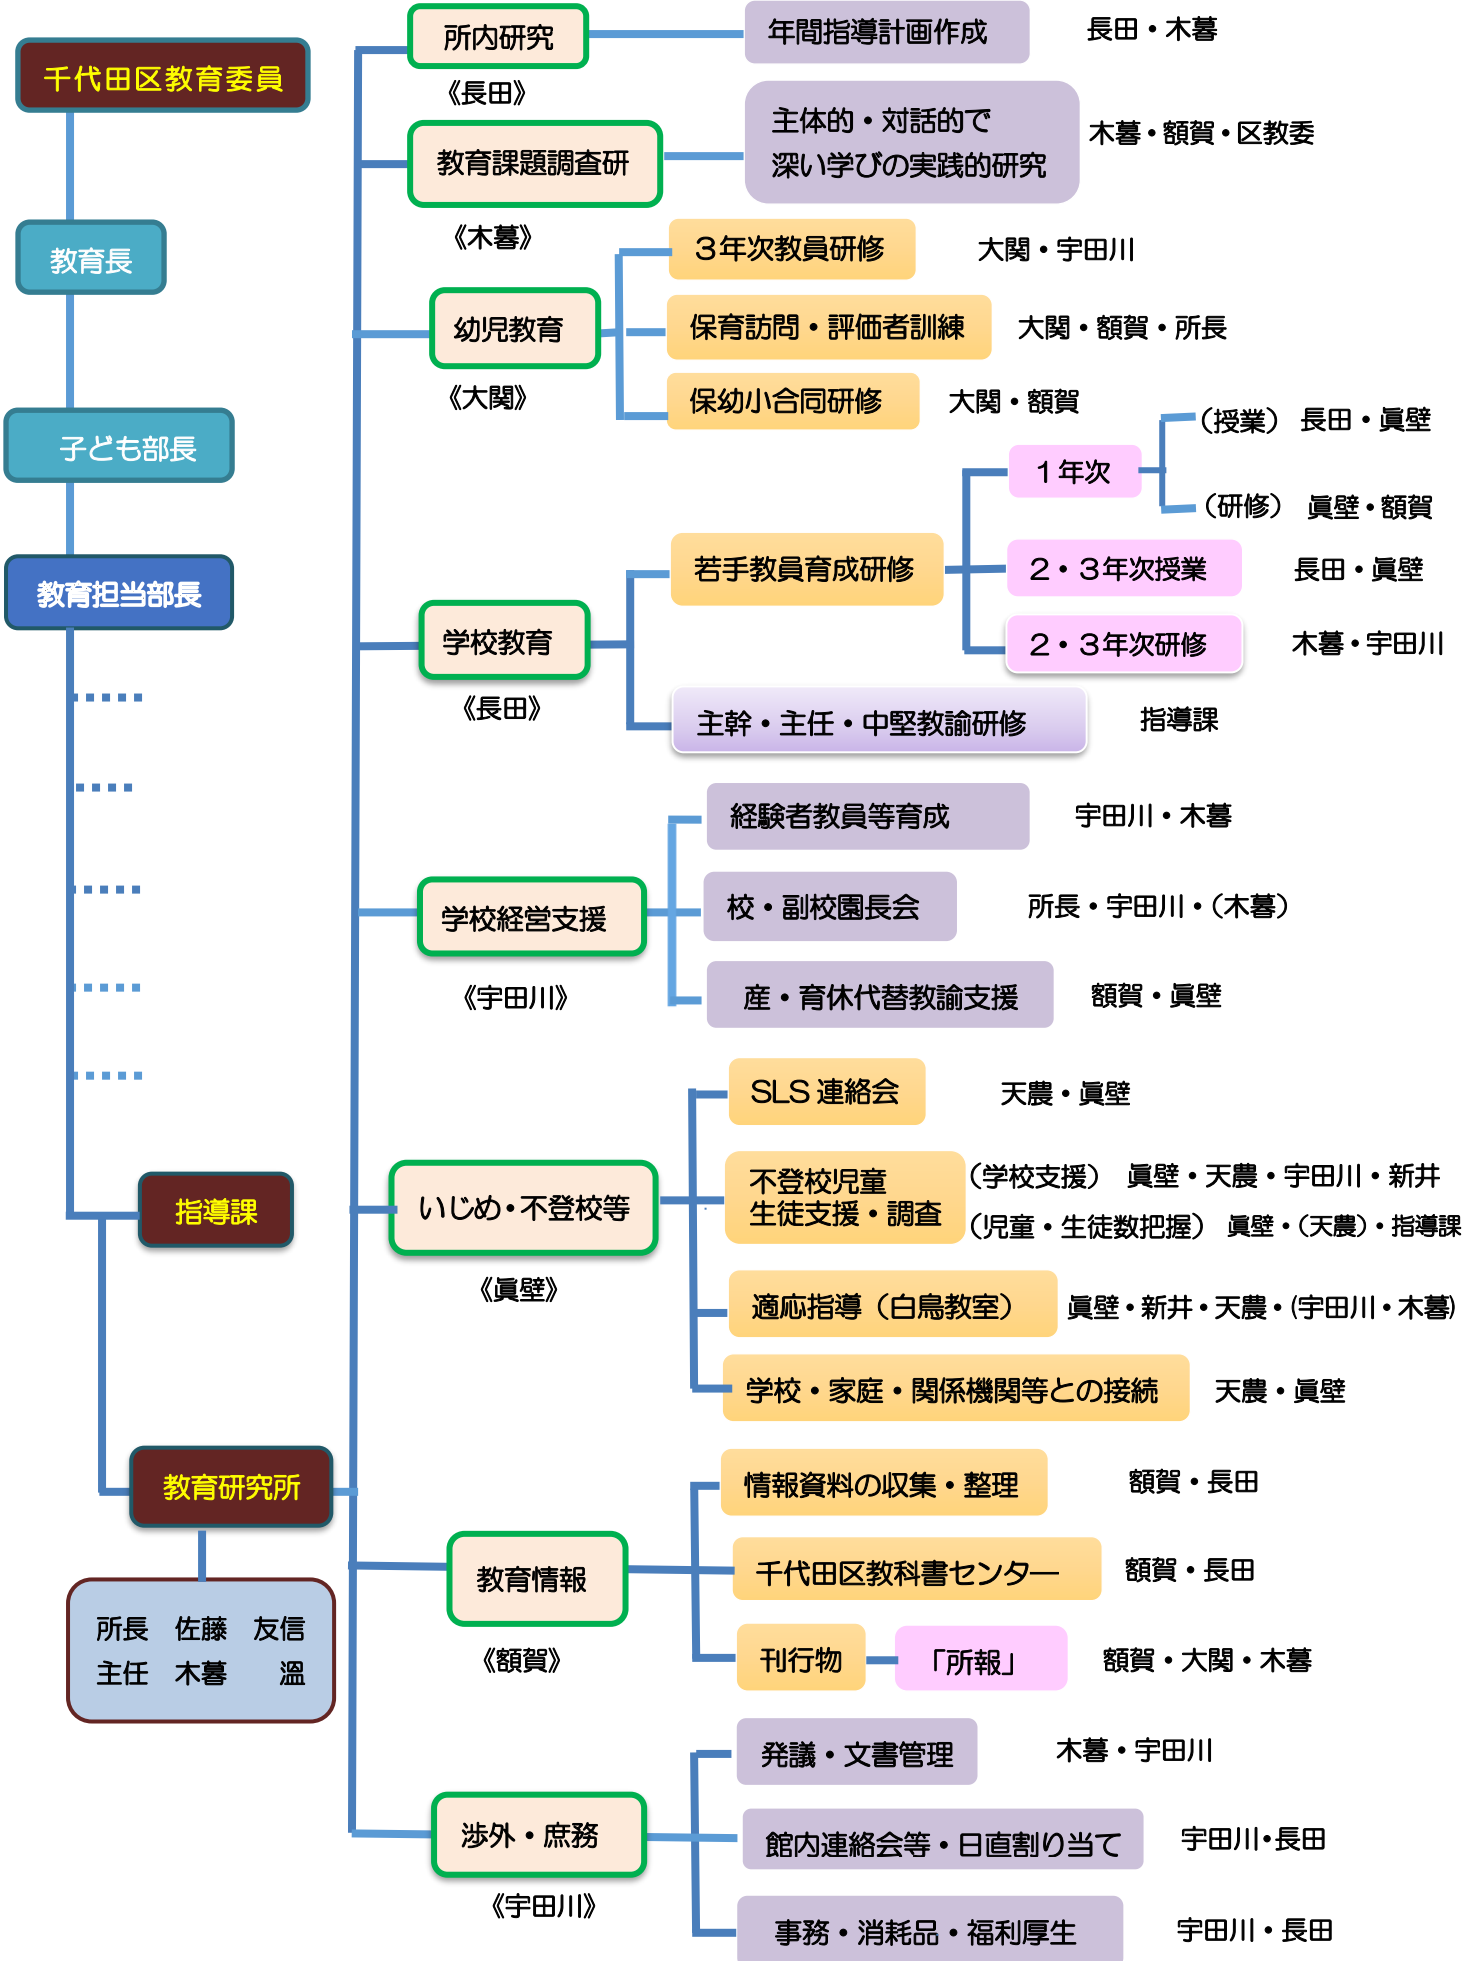 千代田区教育委員
教育長
子ども部長
教育担当部長
指導課
教育研究所
所長　佐藤　友信
主任　木暮　　温
所内研究
《長田》
年間指導計画作成
長田・木暮
教育課題調査研
《木暮》
主体的・対話的で
深い学びの実践的研究
木暮・額賀・区教委
幼児教育
《大関》
３年次教員研修
大関・宇田川
保育訪問・評価者訓練
大関・額賀・所長
保幼小合同研修
大関・額賀
学校教育
《長田》
若手教員育成研修
１年次
（授業）　長田・眞壁
（研修）　眞壁・額賀
２・３年次授業
長田・眞壁
２・３年次研修
木暮・宇田川
主幹・主任・中堅教諭研修
指導課
学校経営支援
《宇田川》
経験者教員等育成
宇田川・木暮
校・副校園長会
所長・宇田川・（木暮）
産・育休代替教諭支援
額賀・眞壁
いじめ・不登校等
《眞壁》
SLS 連絡会
天農・眞壁
不登校児童
生徒支援・調査
（学校支援）　眞壁・天農・宇田川・新井
（児童・生徒数把握）　眞壁・（天農）・指導課
適応指導（白鳥教室）
眞壁・新井・天農・(宇田川・木暮)
学校・家庭・関係機関等との接続
天農・眞壁
教育情報
《額賀》
情報資料の収集・整理
額賀・長田
千代田区教科書センター
額賀・長田
刊行物
「所報」
額賀・大関・木暮
渉外・庶務
《宇田川》
発議・文書管理
木暮・宇田川
館内連絡会等・日直割り当て
宇田川・長田
事務・消耗品・福利厚生
宇田川・長田